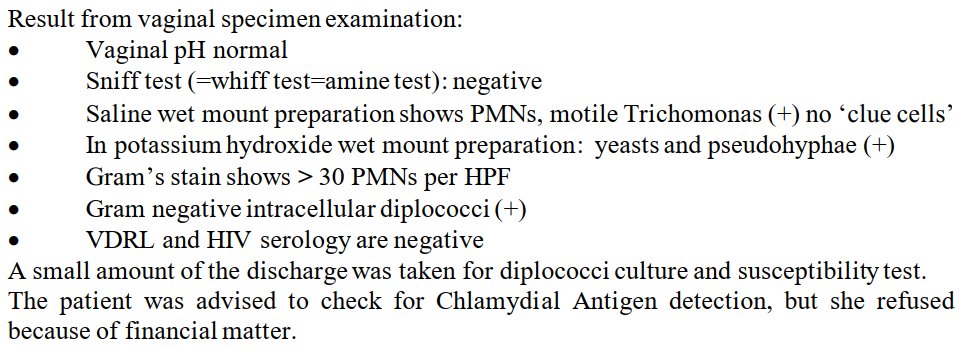 Result from vaginal specimen examination:
• Vaginal pH normal
• Sniff test (=whiff test=amine test): negative
• Saline wet mount preparation shows PMNs, motile Trichomonas (+) no ‘clue cells’
• In potassium hydroxide wet mount preparation: yeasts and pseudohyphae (+)
• Gram’s stain shows > 30 PMNs per HPF
• Gram negative intracellular diplococci (+)
• VDRL and HIV serology are negative
A small amount of the discharge was taken for diplococci culture and susceptibility test.
The patient was advised to check for Chlamydial Antigen detection, but she refused
because of financial matter.